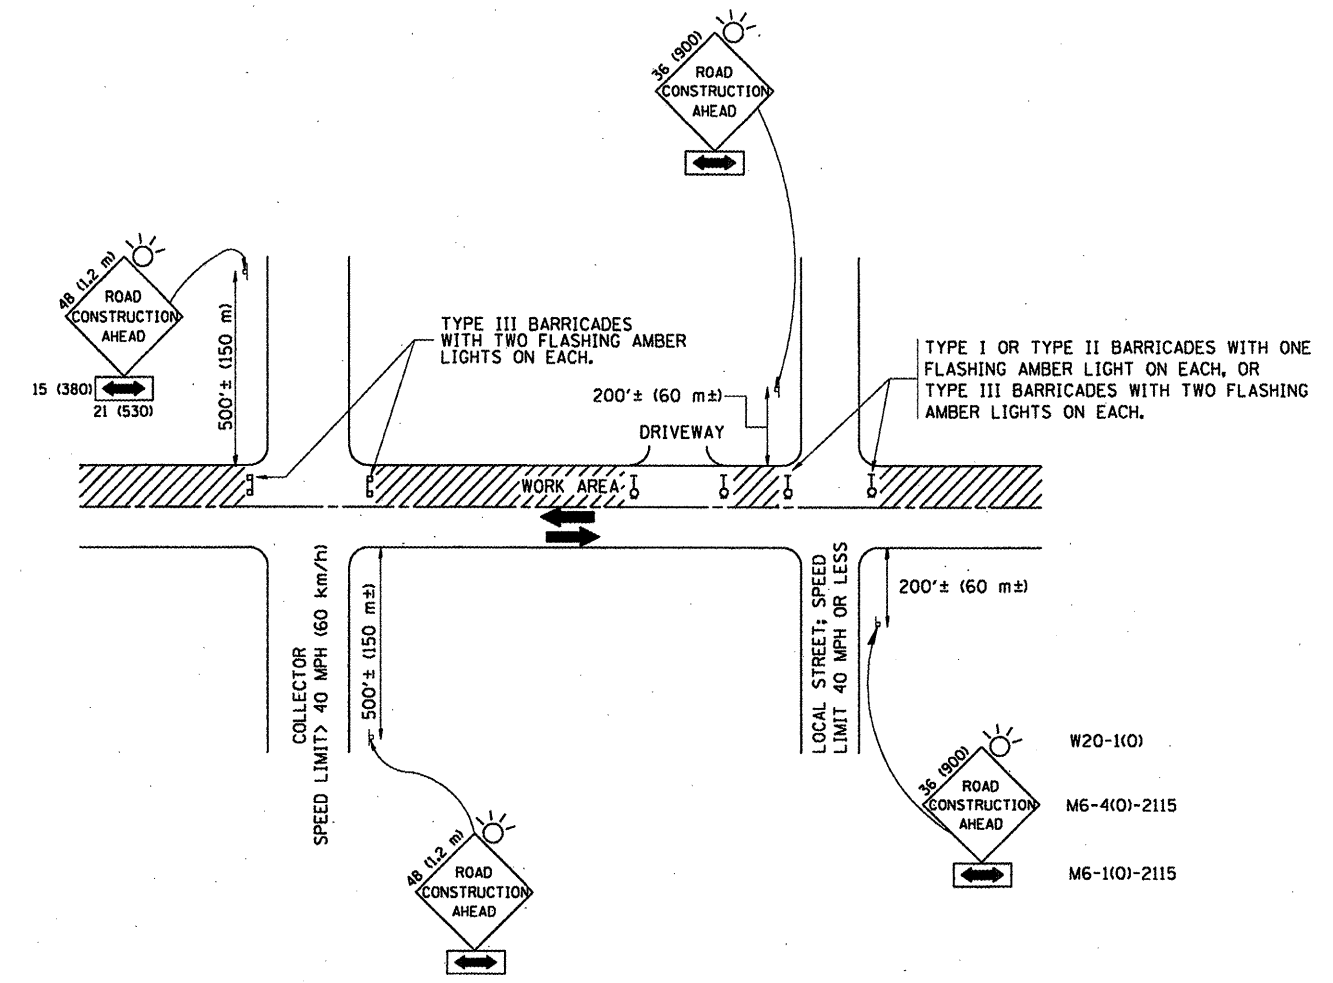 36 (900)
ROAD
CONSTRUCTION
AHEAD
48 (1.2 m)
ROAD
CONSTRUCTION
AHEAD
15 (380)
21 (530)
500'± (150 m)
TYPE III BARRICADES
WITH TWO FLASHING AMBER
LIGHTS ON EACH.
200'± (60 m±)
DRIVEWAY
TYPE I OR TYPE II BARRICADES WITH ONE
FLASHING AMBER LIGHT ON EACH, OR
TYPE III BARRICADES WITH TWO FLASHING
AMBER LIGHTS ON EACH.
WORK AREA
COLLECTOR
SPEED LIMIT> 40 MPH (60 km/h)
500'± (150 m±)
LOCAL STREET; SPEED
LIMIT 40 MPH OR LESS
200'± (60 m±)
48 (1.2 m)
ROAD
CONSTRUCTION
AHEAD
36 (900)
ROAD
CONSTRUCTION
AHEAD
W20-1(O)
M6-4(O)-2115
M6-1(O)-2115